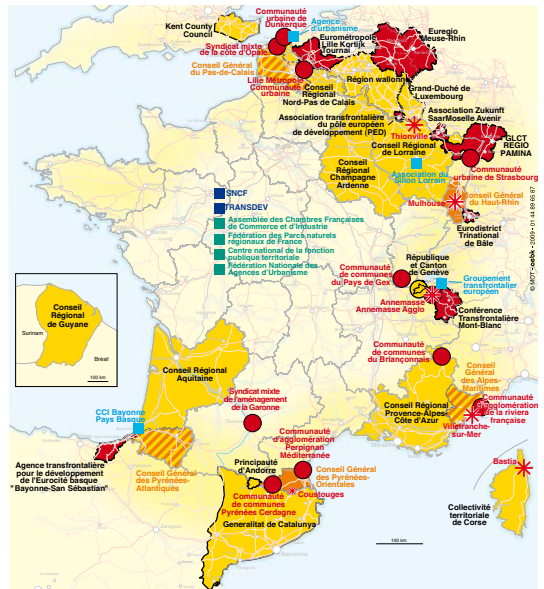 Kent County
Council
Communauté
urbaine de
Dunkerque
Agence
d'urbanisme
Syndicat mixte
de la côte d'Opale
Eurométropole
Lille Kortijk
Tournai
Euregio
Meuse-Rhin
Conseil Général
du Pas-de-Calais
Lille Métropole
Communauté
urbaine
Conseil
Régional
Nord-Pas de Calais
Région wallonne
Grand-Duché de
Luxembourg
Association transfrontalière
du pôle européen
de développement (PED)
Association Zukunft
SaarMoselle Avenir
Thionville
Conseil Régional
de Lorraine
GLCT
REGIO
PAMINA
Conseil
Régional
Champagne
Ardenne
Association du
Sillon Lorrain
Communauté
urbaine de Strasbourg
Mulhouse
Conseil Général
du Haut-Rhin
Eurodistrict
Trinational
de Bâle
SNCF
TRANSDEV
Assemblée des Chambres Françaises
de Commerce et d'Industrie
Fédération des Parcs naturels
régionaux de France
Centre national de la fonction
publique territoriale
Fédération Nationale des
Agences d'Urbanisme
République
et Canton
de Genève
Communauté
de communes
du Pays de Gex
Groupement
transfrontalier
européen
Annemasse
Annemasse Agglo
Conférence
Transfrontalière
Mont-Blanc
© MOT - cebk - 2009 - 01 44 89 65 87
Conseil
Régional
de Guyane
Surinam
Brésil
100 km
Communauté
de communes
du Briançonnais
Conseil Régional
Aquitaine
Syndicat mixte
de l'aménagement
de la Garonne
Conseil
Général
des Alpes-
Maritimes
Conseil Régional
Provence-Alpes-
Côte d'Azur
Communauté
d'agglomération
de la riviera
française
Villefranche-
sur-Mer
CCI Bayonne
Pays Basque
Communauté
d'agglomération
Perpignan
Méditerranée
Agence transfrontalière
pour le développement
de l'Eurocité basque
"Bayonne-San Sébastian"
Conseil Général
des Pyrénées-
Atlantiques
Principauté
d'Andorre
Conseil Général
des Pyrénées-
Orientales
Coustouges
Communauté
de communes
Pyrénées Cerdagne
Generalitat de Catalunya
Bastia
Collectivité
territoriale
de Corse
100 km